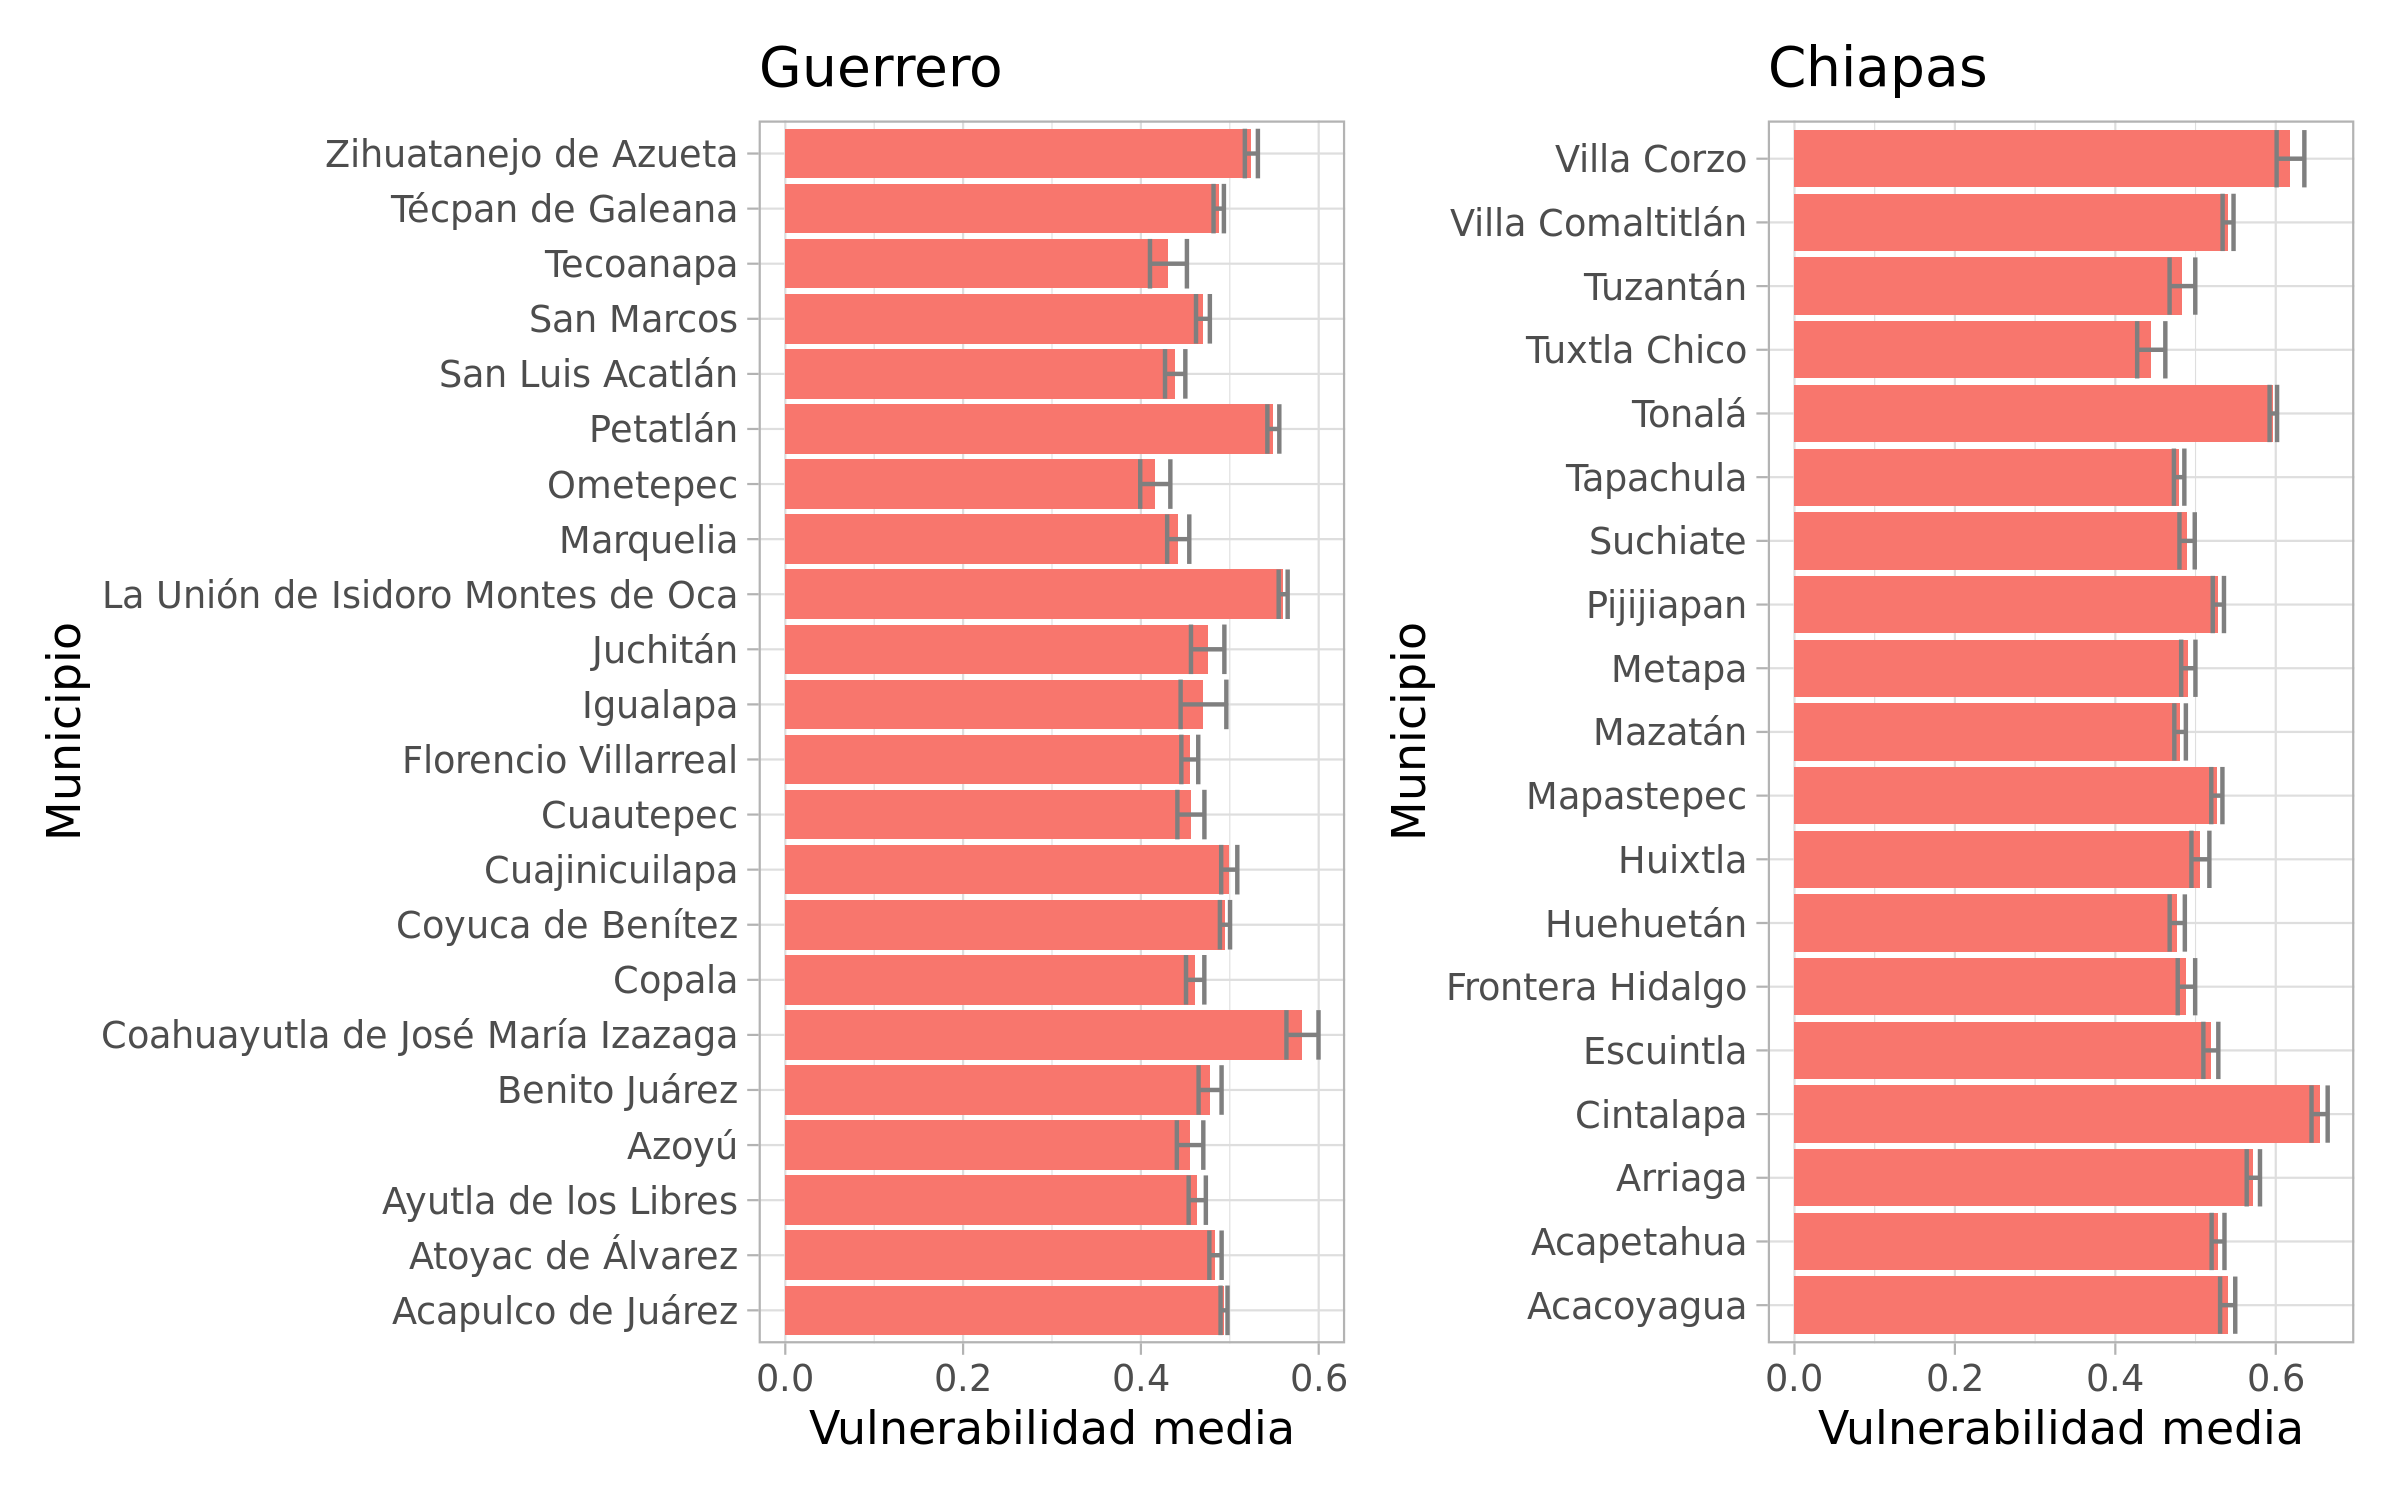 Guerrero
Municipio
Zihuatanejo de Azueta
Técpan de Galeana
Tecoanapa
San Marcos
San Luis Acatlán
Petatlán
Ometepec
Marquelia
La Unión de Isidoro Montes de Oca
Juchitán
Igualapa
Florencio Villarreal
Cuautepec
Cuajinicuilapa
Coyuca de Benítez
Copala
Coahuayutla de José María Izazaga
Benito Juárez
Azoyú
Ayutla de los Libres
Atoyac de Álvarez
Acapulco de Juárez
0.0 0.2 0.4 0.6
Vulnerabilidad media
Chiapas
Municipio
Villa Corzo
Villa Comaltitlán
Tuzantán
Tuxtla Chico
Tonalá
Tapachula
Suchiate
Pijijiapan
Metapa
Mazatán
Mapastepec
Huixtla
Huehuetán
Frontera Hidalgo
Escuintla
Cintalapa
Arriaga
Acapetahua
Acacoyagua
0.0 0.2 0.4 0.6
Vulnerabilidad media